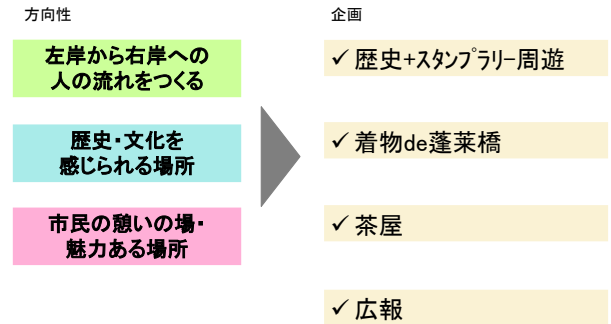 方向性
左岸から右岸への
人の流れをつくる
歴史・文化を
感じられる場所
市民の憩いの場・
魅力ある場所
企画
✓歴史+スタンプラリー周遊
✓着物de蓬莱橋
✓茶屋
✓広報